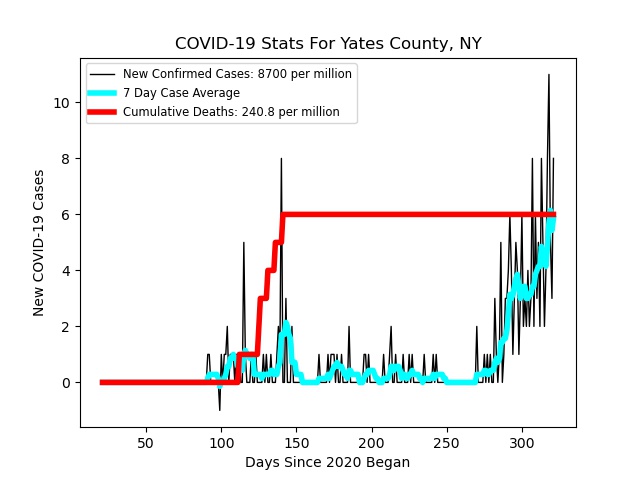 COVID-19 Stats For Yates County, NY
New Confirmed Cases: 8700 per million
7 Day Case Average
Cumulative Deaths: 240.8 per million
New COVID-19 Cases
10
8
6
4
2
0
50 100 150 200 250 300
Days Since 2020 Began